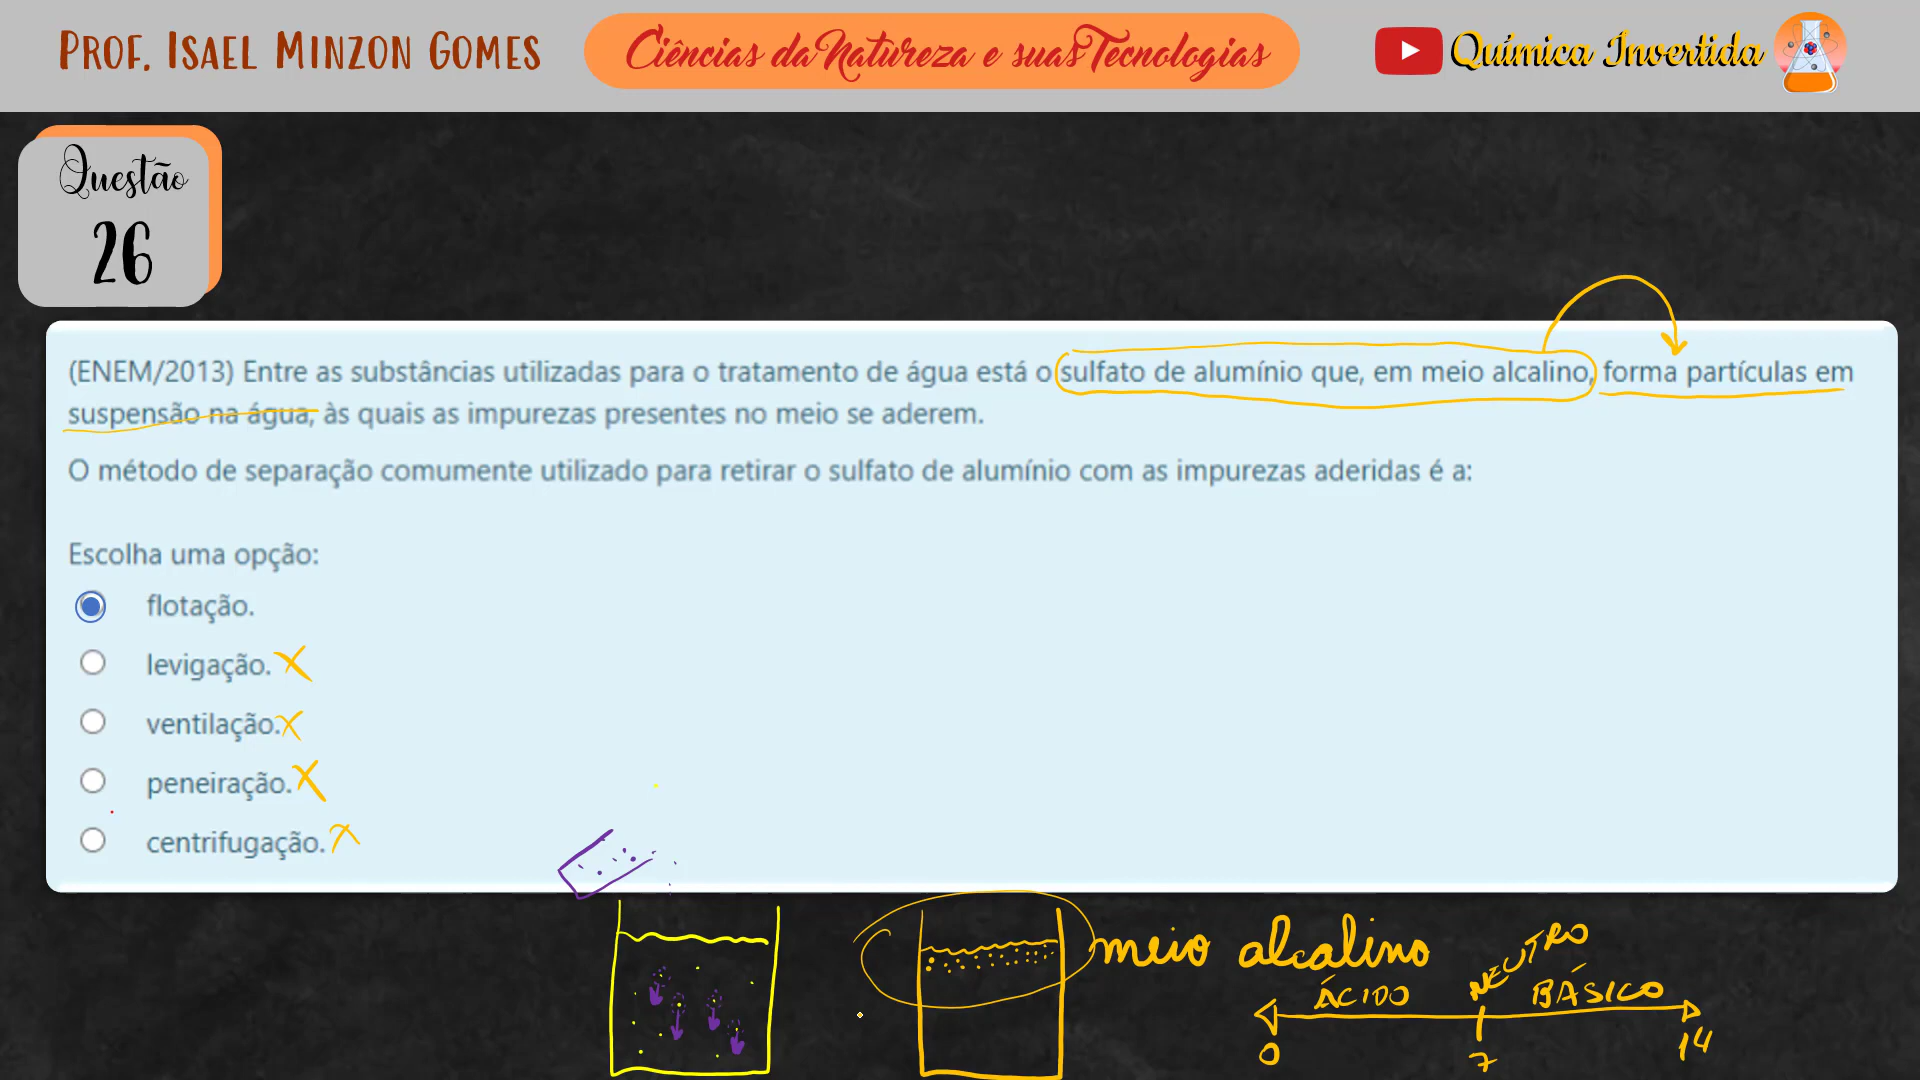 PROF. ISAEL MINZON GOMES
Ciências da Natureza e suas Tecnologias
Química Invertida
Questão
26
(ENEM/2013) Entre as substâncias utilizadas para o tratamento de água está o sulfato de alumínio que, em meio alcalino, forma partículas em
suspensão na água, às quais as impurezas presentes no meio se aderem.
O método de separação comumente utilizado para retirar o sulfato de alumínio com as impurezas aderidas é a:
Escolha uma opção:
flotação.
levigação.
ventilação.
peneiração.
centrifugação.
meio alcalino
ÁCIDO NEUTRO BÁSICO
0 7 14